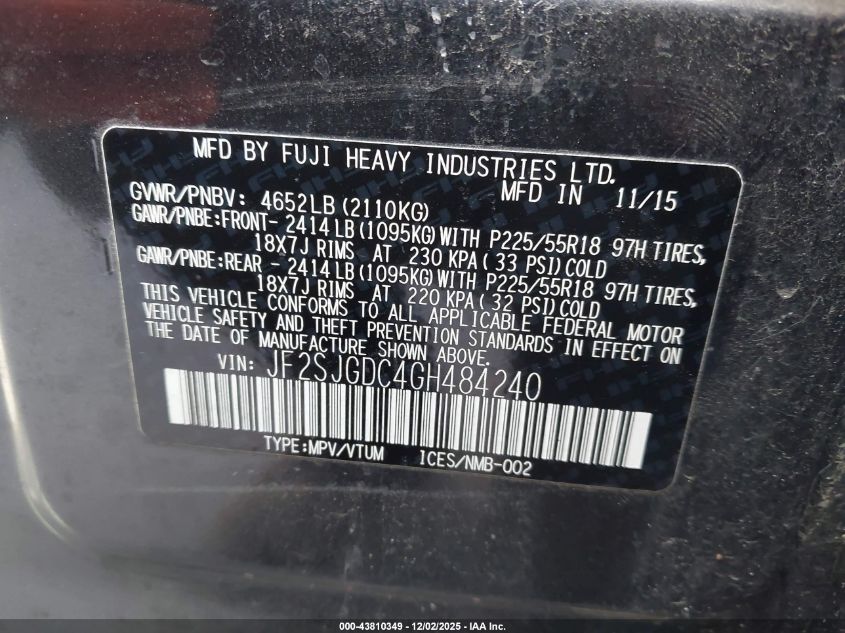 MFD BY FUJI HEAVY INDUSTRIES LTD.
MFD IN 11/15
GVWR/PNBV: 4652LB (2110KG)
GAWR/PNBE:FRONT- 2414 LB (1095KG) WITH P225/55R18 97H TIRES,
18X7J RIMS AT 230 KPA ( 33 PSI) COLD
GAWR/PNBE:REAR - 2414 LB (1095KG) WITH P225/55R18 97H TIRES,
18X7J RIMS AT 220 KPA ( 32 PSI) COLD
THIS VEHICLE CONFORMS TO ALL APPLICABLE FEDERAL MOTOR
VEHICLE SAFETY AND THEFT PREVENTION STANDARDS IN EFFECT ON
THE DATE OF MANUFACTURE SHOWN ABOVE.
VIN: JF2SJGDC4GH484240
TYPE:MPV/VTUM ICES/NMB-002
000-43810349 - 12/02/2025 - IAA Inc.